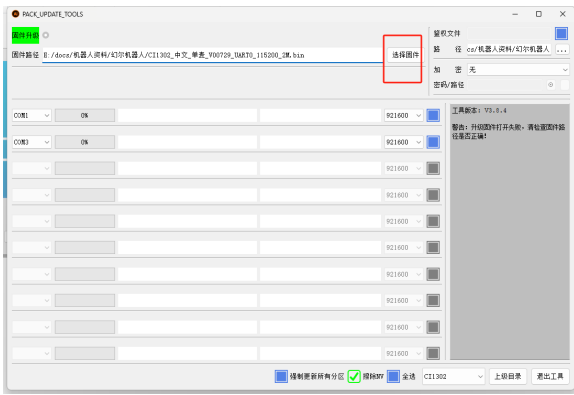 PACK_UPDATE_TOOLS
固件升级
固件路径 E:/docs/机器人资料/幻尔机器人/CI1302_中文_单麦_V00729_UART0_115200_2M.bin 选择固件
鉴权文件
路 径 cs/机器人资料/幻尔机器人 ...
加 密 无
密码/路径
COM1 0% 921600
COM3 0% 921600
921600
921600
921600
921600
921600
921600
921600
921600
工具版本: V3.8.4
警告: 升级固件打开失败, 请检查固件路径是否正确!
强制更新所有分区 擦除NV 全选 CI1302 上级目录 退出工具